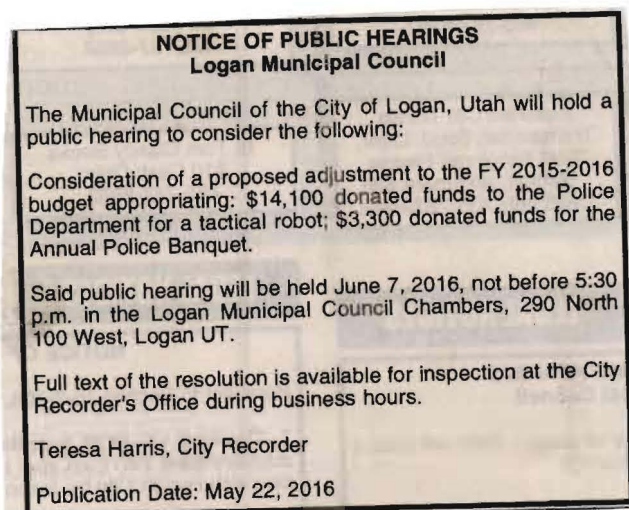 NOTICE OF PUBLIC HEARINGS
Logan Municipal Council
The Municipal Council of the City of Logan, Utah will hold a
public hearing to consider the following:
Consideration of a proposed adjustment to the FY 2015-2016
budget appropriating: $14,100 donated funds to the Police
Department for a tactical robot; $3,300 donated funds for the
Annual Police Banquet.
Said public hearing will be held June 7, 2016, not before 5:30
p.m. in the Logan Municipal Council Chambers, 290 North
100 West, Logan UT.
Full text of the resolution is available for inspection at the City
Recorder's Office during business hours.
Teresa Harris, City Recorder
Publication Date: May 22, 2016